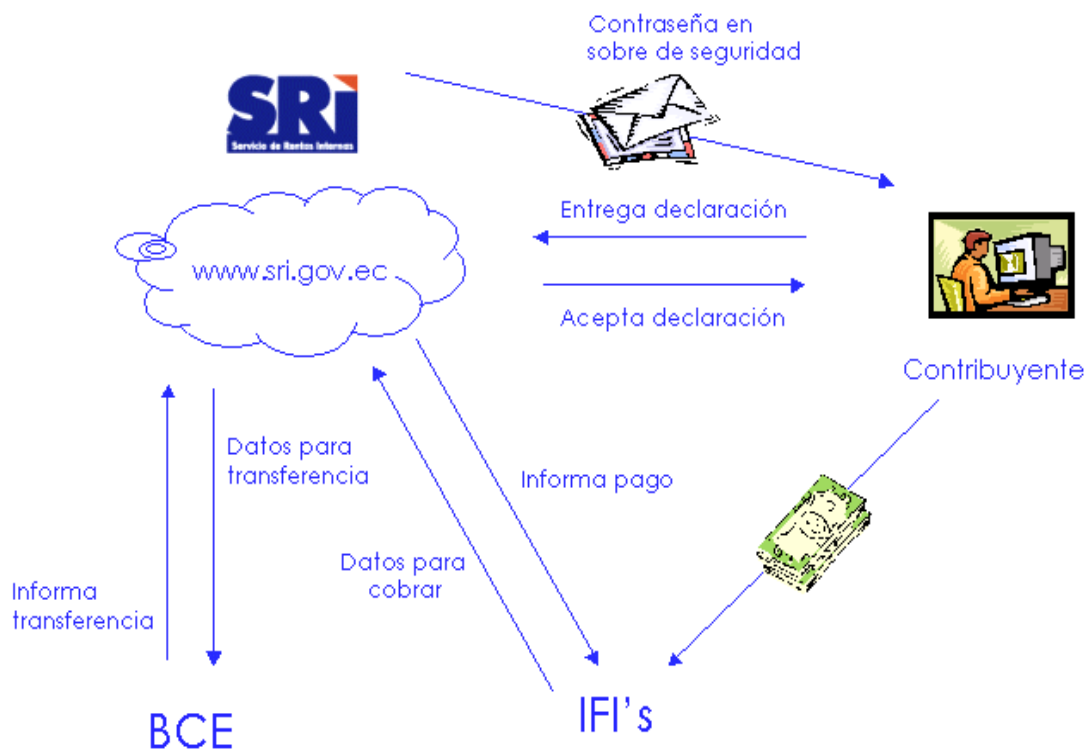 Contraseña en
sobre de seguridad
SRi
Servicio de Rentas Internas
Entrega declaración
www.sri.gov.ec
Acepta declaración
Contribuyente
Datos para
transferencia
Informa pago
Datos para
cobrar
Informa
transferencia
BCE
IFI's